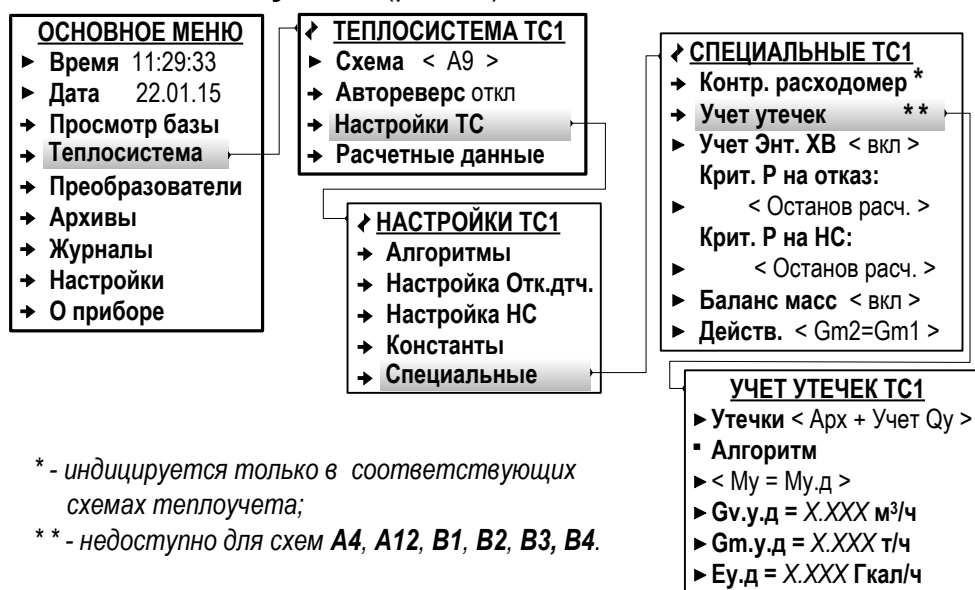 ОСНОВНОЕ МЕНЮ
Время 11:29:33
Дата 22.01.15
Просмотр базы
Теплосистема
Преобразователи
Архивы
Журналы
Настройки
О приборе
ТЕПЛОСИСТЕМА ТС1
Схема < А9 >
Автореверс откл
Настройки ТС
Расчетные данные
НАСТРОЙКИ ТС1
Алгоритмы
Настройка Отк.дтч.
Настройка НС
Константы
Специальные
СПЕЦИАЛЬНЫЕ ТС1
Контр. расходомер *
Учет утечек **
Учет Энт. ХВ < вкл >
Крит. Р на отказ:
< Останов расч. >
Крит. Р на НС:
< Останов расч. >
Баланс масс < вкл >
Действ. < Gm2=Gm1 >
УЧЕТ УТЕЧЕК ТС1
Утечки < Арх + Учет Qу >
Алгоритм
< Му = Му.д >
Gv.у.д = X.XXX м³/ч
Gm.у.д = X.XXX т/ч
Еу.д = X.XXX Гкал/ч
* - индицируется только в соответствующих
схемах теплоучета;
** - недоступно для схем А4, А12, В1, В2, В3, В4.